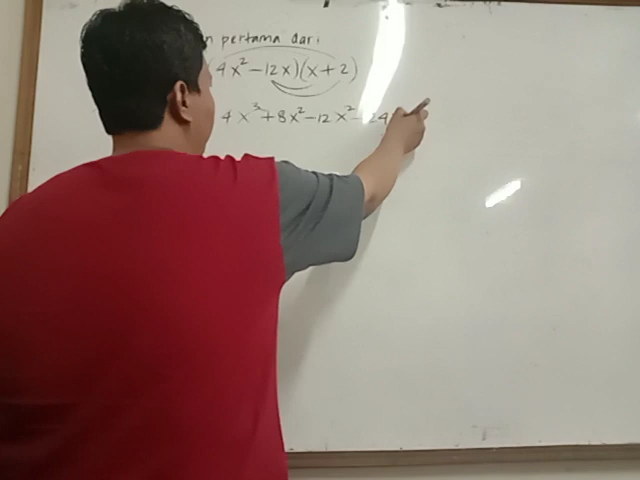 pertama dari
(4x² − 12x)(x + 2)
4x³ + 8x² − 12x² − 24